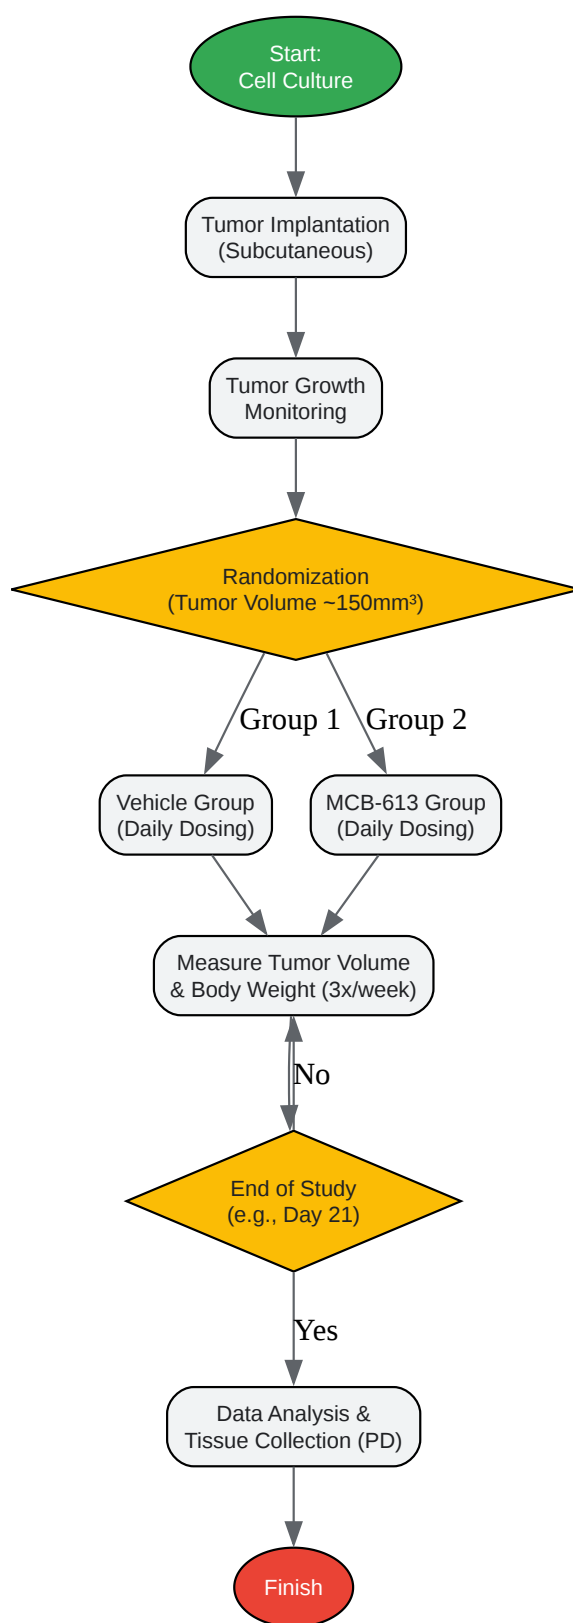 Start:
Cell Culture
Tumor Implantation
(Subcutaneous)
Tumor Growth
Monitoring
Randomization
(Tumor Volume ~150mm³)
Group 1
Group 2
Vehicle Group
(Daily Dosing)
MCB-613 Group
(Daily Dosing)
Measure Tumor Volume
& Body Weight (3x/week)
No
End of Study
(e.g., Day 21)
Yes
Data Analysis &
Tissue Collection (PD)
Finish